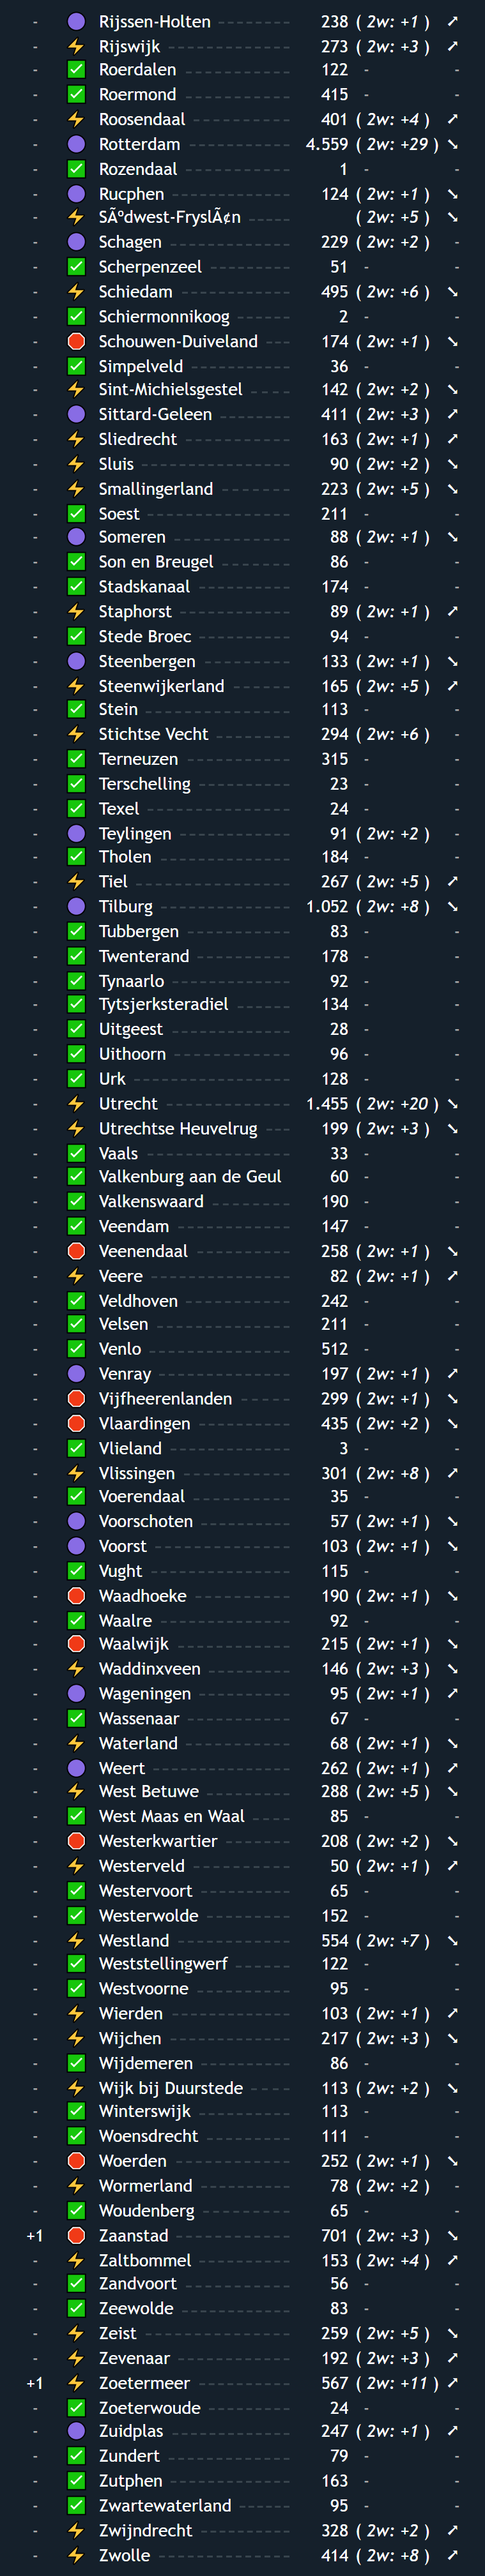 - Rijssen-Holten 238 ( 2w: +1 ) ➚
- Rijswijk 273 ( 2w: +3 ) ➚
- ✅ Roerdalen 122 - -
- ✅ Roermond 415 - -
- ⚡ Roosendaal 401 ( 2w: +4 ) ➚
- Rotterdam 4.559 ( 2w: +29 ) ➘
- ✅ Rozendaal 1 - -
- Rucphen 124 ( 2w: +1 ) ➘
- ⚡ SÃºdwest-FryslÃ¢n ( 2w: +5 ) ➘
- Schagen 229 ( 2w: +2 ) -
- ✅ Scherpenzeel 51 - -
- ⚡ Schiedam 495 ( 2w: +6 ) ➘
- ✅ Schiermonnikoog 2 - -
- Schouwen-Duiveland 174 ( 2w: +1 ) ➘
- ✅ Simpelveld 36 - -
- ⚡ Sint-Michielsgestel 142 ( 2w: +2 ) ➘
- Sittard-Geleen 411 ( 2w: +3 ) ➚
- ⚡ Sliedrecht 163 ( 2w: +1 ) ➚
- ⚡ Sluis 90 ( 2w: +2 ) ➘
- ⚡ Smallingerland 223 ( 2w: +5 ) ➘
- ✅ Soest 211 - -
- Someren 88 ( 2w: +1 ) ➘
- ✅ Son en Breugel 86 - -
- ✅ Stadskanaal 174 - -
- ⚡ Staphorst 89 ( 2w: +1 ) ➚
- ✅ Stede Broec 94 - -
- Steenbergen 133 ( 2w: +1 ) ➘
- ⚡ Steenwijkerland 165 ( 2w: +5 ) ➚
- ✅ Stein 113 - -
- ⚡ Stichtse Vecht 294 ( 2w: +6 ) -
- ✅ Terneuzen 315 - -
- ✅ Terschelling 23 - -
- ✅ Texel 24 - -
- Teylingen 91 ( 2w: +2 ) -
- ✅ Tholen 184 - -
- ⚡ Tiel 267 ( 2w: +5 ) ➚
- Tilburg 1.052 ( 2w: +8 ) ➘
- ✅ Tubbergen 83 - -
- ✅ Twenterand 178 - -
- ✅ Tynaarlo 92 - -
- ✅ Tytsjerksteradiel 134 - -
- ✅ Uitgeest 28 - -
- ✅ Uithoorn 96 - -
- ✅ Urk 128 - -
- ⚡ Utrecht 1.455 ( 2w: +20 ) ➘
- ⚡ Utrechtse Heuvelrug 199 ( 2w: +3 ) ➘
- ✅ Vaals 33 - -
- ✅ Valkenburg aan de Geul 60 - -
- ✅ Valkenswaard 190 - -
- ✅ Veendam 147 - -
- Veenendaal 258 ( 2w: +1 ) ➘
- ⚡ Veere 82 ( 2w: +1 ) ➚
- ✅ Veldhoven 242 - -
- ✅ Velsen 211 - -
- ✅ Venlo 512 - -
- Venray 197 ( 2w: +1 ) ➚
- Vijfheerenlanden 299 ( 2w: +1 ) ➘
- Vlaardingen 435 ( 2w: +2 ) ➘
- ✅ Vlieland 3 - -
- ⚡ Vlissingen 301 ( 2w: +8 ) ➚
- ✅ Voerendaal 35 - -
- Voorschoten 57 ( 2w: +1 ) ➘
- Voorst 103 ( 2w: +1 ) ➘
- ✅ Vught 115 - -
- Waadhoeke 190 ( 2w: +1 ) ➘
- ✅ Waalre 92 - -
- Waalwijk 215 ( 2w: +1 ) ➘
- ⚡ Waddinxveen 146 ( 2w: +3 ) ➘
- Wageningen 95 ( 2w: +1 ) ➚
- ✅ Wassenaar 67 - -
- ⚡ Waterland 68 ( 2w: +1 ) ➘
- Weert 262 ( 2w: +1 ) ➚
- ⚡ West Betuwe 288 ( 2w: +5 ) ➘
- ✅ West Maas en Waal 85 - -
- Westerkwartier 208 ( 2w: +2 ) ➘
- ⚡ Westerveld 50 ( 2w: +1 ) ➚
- ✅ Westervoort 65 - -
- ✅ Westerwolde 152 - -
- ⚡ Westland 554 ( 2w: +7 ) ➘
- ✅ Weststellingwerf 122 - -
- ✅ Westvoorne 95 - -
- ⚡ Wierden 103 ( 2w: +1 ) ➚
- ⚡ Wijchen 217 ( 2w: +3 ) ➘
- ✅ Wijdemeren 86 - -
- ⚡ Wijk bij Duurstede 113 ( 2w: +2 ) ➘
- ✅ Winterswijk 113 - -
- ✅ Woensdrecht 111 - -
- Woerden 252 ( 2w: +1 ) ➘
- ⚡ Wormerland 78 ( 2w: +2 ) -
- ✅ Woudenberg 65 - -
+1 Zaanstad 701 ( 2w: +3 ) ➘
- ⚡ Zaltbommel 153 ( 2w: +4 ) ➚
- ✅ Zandvoort 56 - -
- ✅ Zeewolde 83 - -
- ⚡ Zeist 259 ( 2w: +5 ) ➘
- ⚡ Zevenaar 192 ( 2w: +3 ) ➚
+1 ⚡ Zoetermeer 567 ( 2w: +11 ) ➚
- ✅ Zoeterwoude 24 - -
- Zuidplas 247 ( 2w: +1 ) ➚
- ✅ Zundert 79 - -
- ✅ Zutphen 163 - -
- ✅ Zwartewaterland 95 - -
- ⚡ Zwijndrecht 328 ( 2w: +2 ) ➚
- ⚡ Zwolle 414 ( 2w: +8 ) ➚